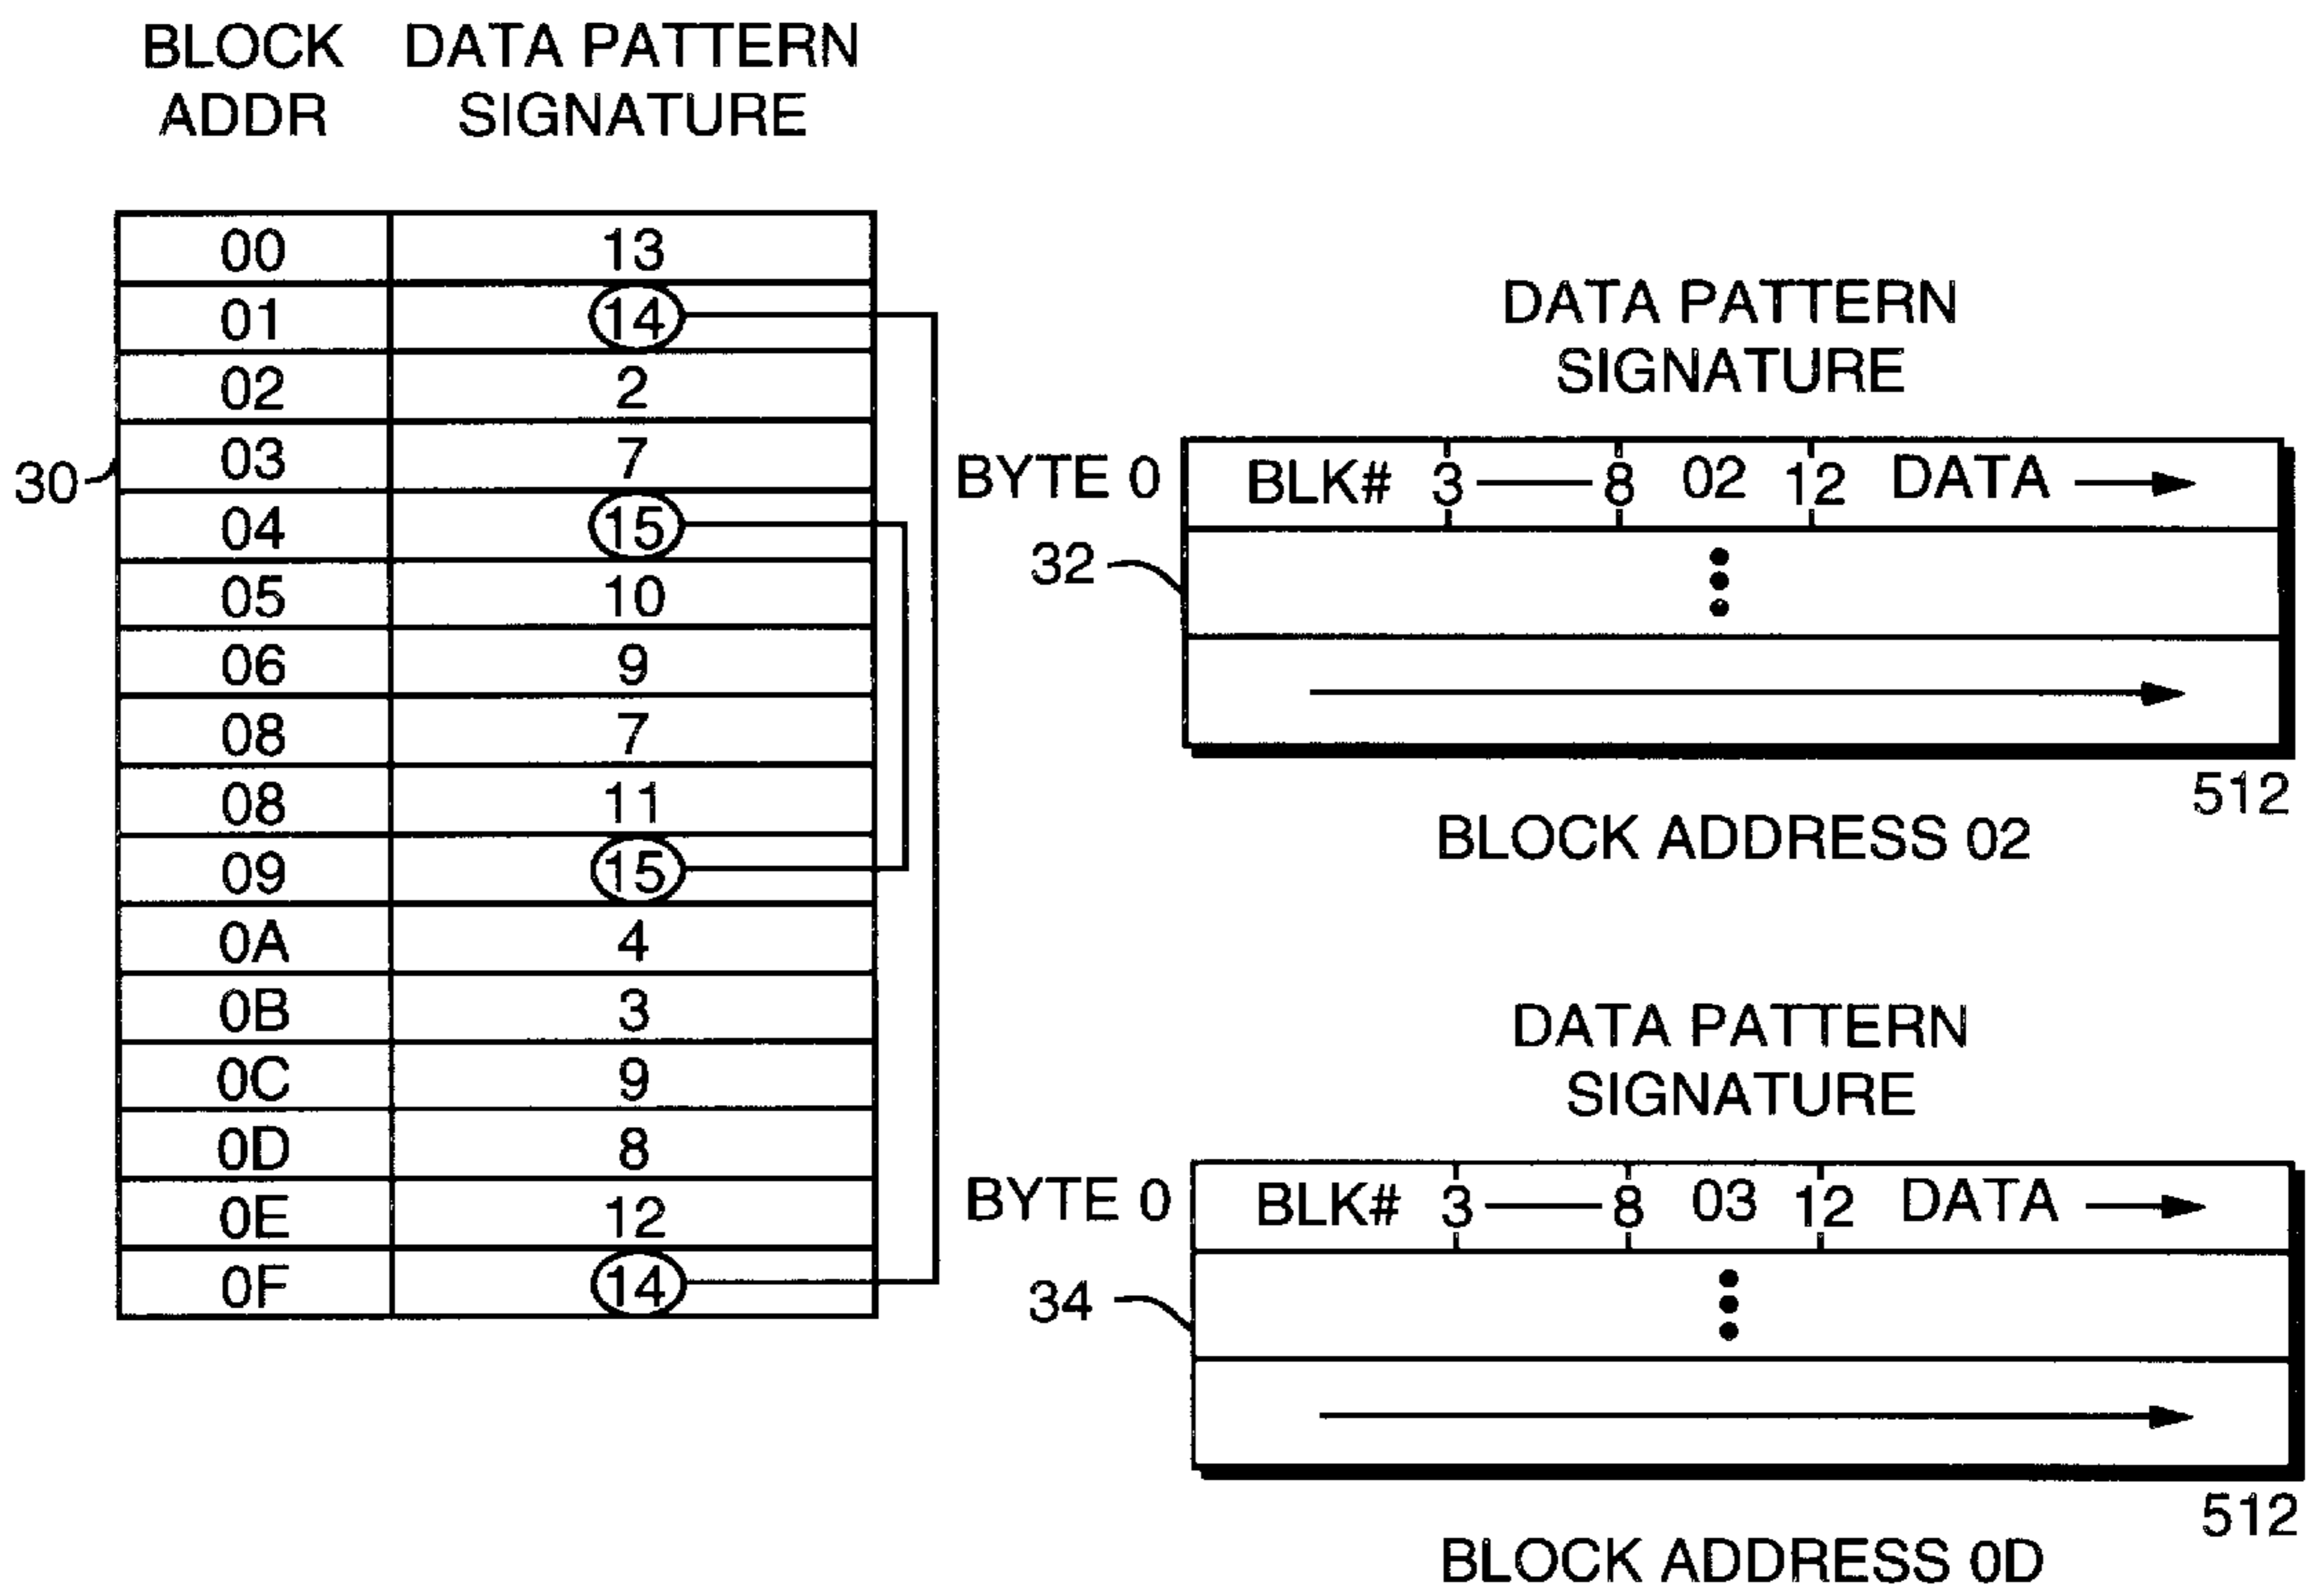 BLOCK DATA PATTERN
ADDR SIGNATURE
00 13
01 14
02 2
03 7
30
04 15
05 10
06 9
08 7
08 11
09 15
0A 4
0B 3
0C 9
0D 8
0E 12
0F 14
DATA PATTERN
SIGNATURE
BYTE 0 BLK# 3 8 02 12 DATA
32
512
BLOCK ADDRESS 02
DATA PATTERN
SIGNATURE
BYTE 0 BLK# 3 8 03 12 DATA
34
512
BLOCK ADDRESS 0D